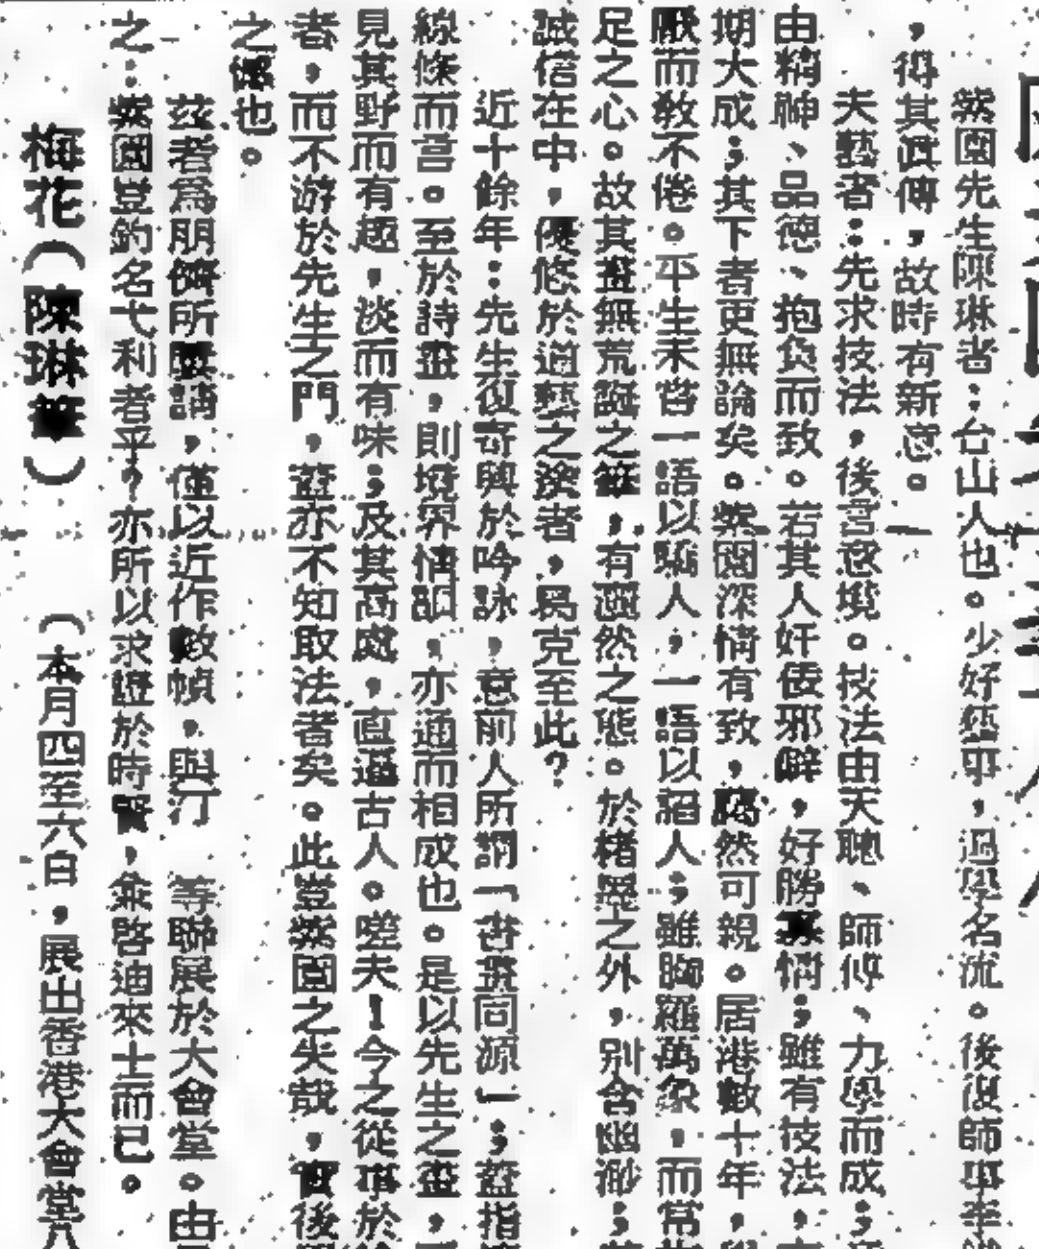 紫園先生陳琳者：台山人也。少好藝事，過學名流。後復師事李
，得其眞傳，故時有新意。
夫藝者：先求技法，後言意境。技法由天聰、師傅、力學而成；
由精神、品德、抱負而致。若其人奸佞邪僻，好勝寡情；雖有技法，
期大成；其下者更無論矣。紫園深情有致，藹然可親。居港數十年，
厭而敎不倦。平生未嘗一語以驕人，一語以諂人；雖胸羅萬象，而常
足之心。故其畫無荒誕之筆，有洒然之態。於楮墨之外，別含幽渺；
誠信在中，優悠於道藝之深者，曷克至此？
近十餘年：先生復寄興於吟詠，意前人所謂「書畫同源」；蓋指
線條而言。至於詩畫，則境界情韻，亦通而相成也。是以先生之畫，
見其野而有趣，淡而有味；及其高處，直逼古人。嗟夫！今之從事於
者，而不游於先生之門，蓋亦不知取法者矣。此豈紫園之失哉，實後
之憾也。
茲者爲朋儕所慫請，僅以近作數幀，與汀　等聯展於大會堂。由
之：紫園豈釣名弋利者乎？亦所以求證於時賢，兼啓迪來士而已。
梅花（陳琳華）
（本月四至六白，展出香港大會堂八